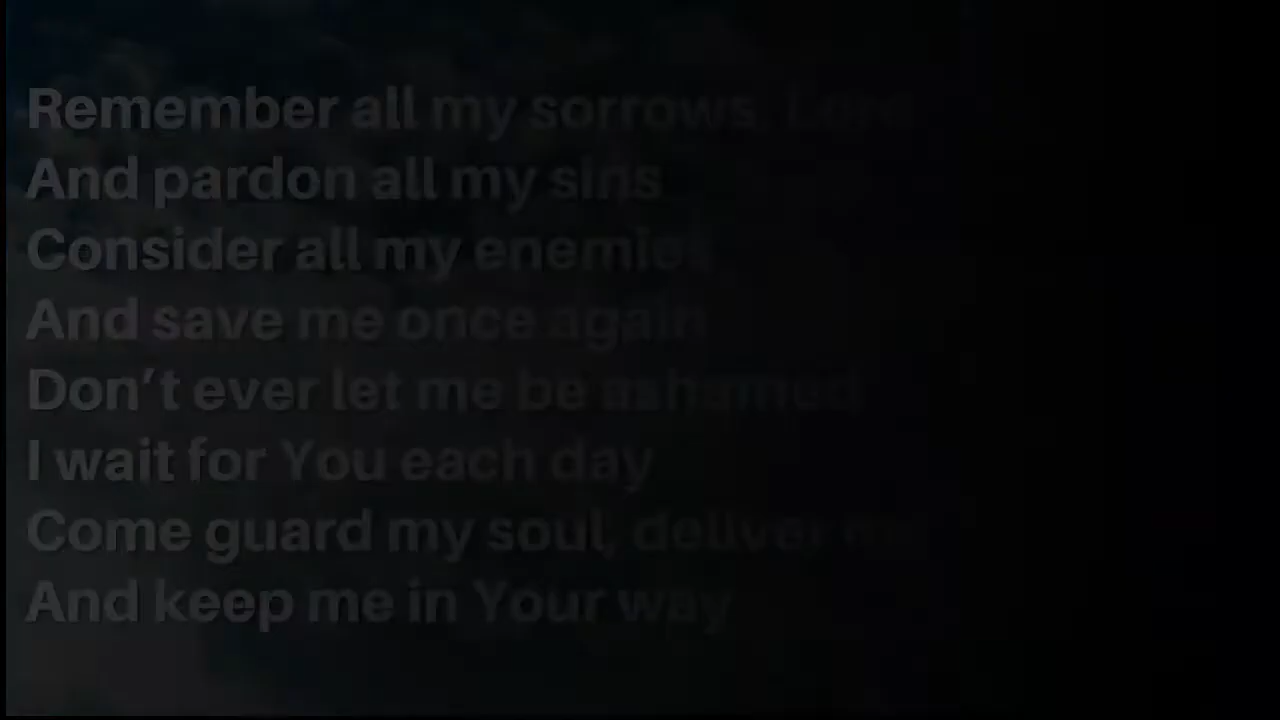 Remember all my sorrows, Lord
And pardon all my sins
Consider all my enemies
And save me once again
Don’t ever let me be ashamed
I wait for You each day
Come guard my soul, deliver me
And keep me in Your way